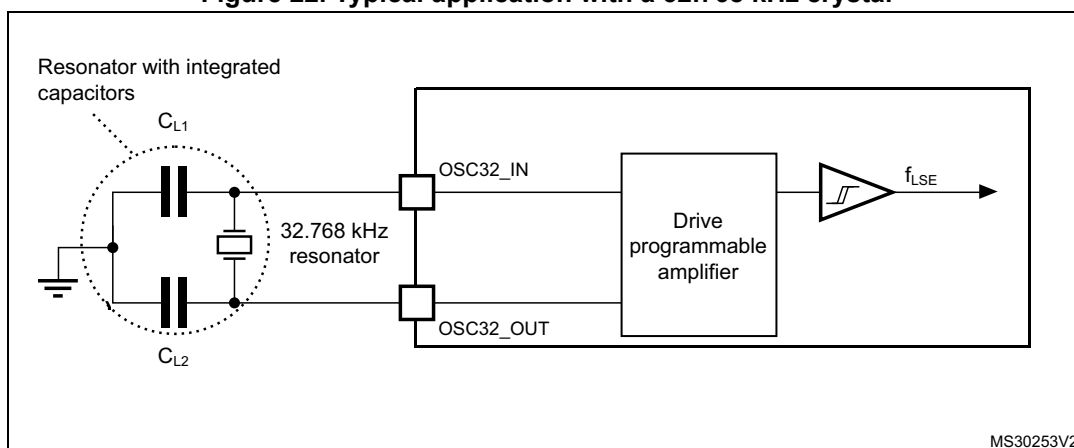 Figure 22. Typical application with a 32.768 kHz crystal
Resonator with integrated
capacitors
CL1
OSC32_IN
fLSE
32.768 kHz
resonator
Drive
programmable
amplifier
OSC32_OUT
CL2
MS30253V2